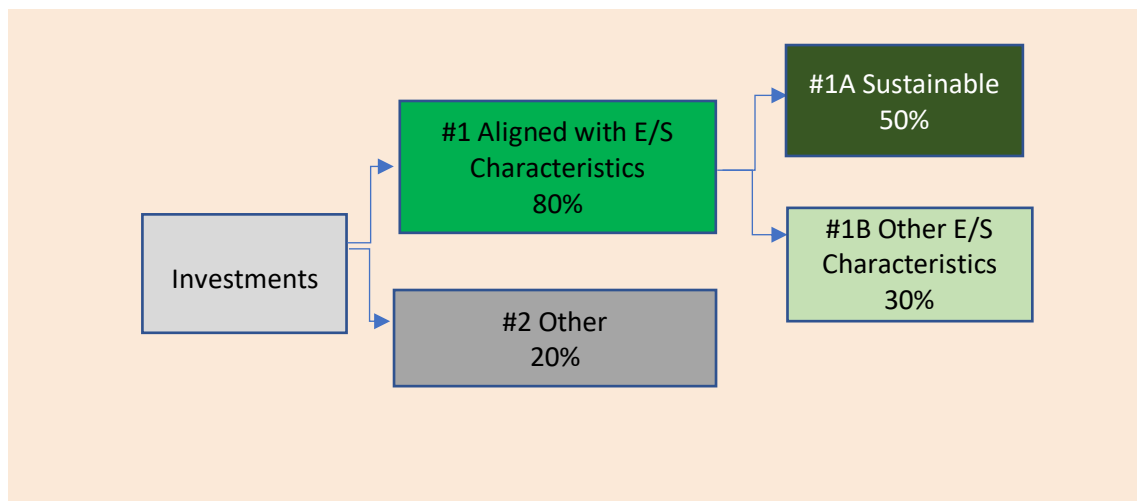 Investments
#1 Aligned with E/S
Characteristics
80%
#2 Other
20%
#1A Sustainable
50%
#1B Other E/S
Characteristics
30%